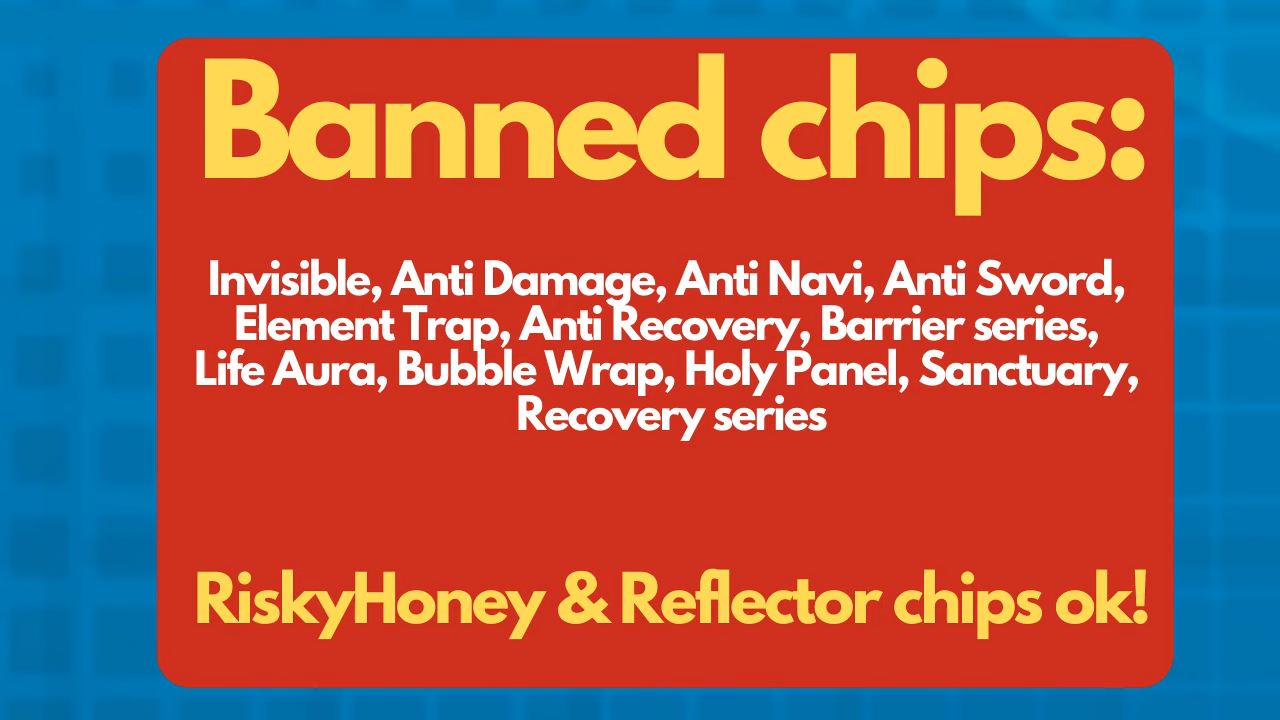 Banned chips:
Invisible, Anti Damage, Anti Navi, Anti Sword,
Element Trap, Anti Recovery, Barrier series,
Life Aura, Bubble Wrap, Holy Panel, Sanctuary,
Recovery series
RiskyHoney & Reflector chips ok!